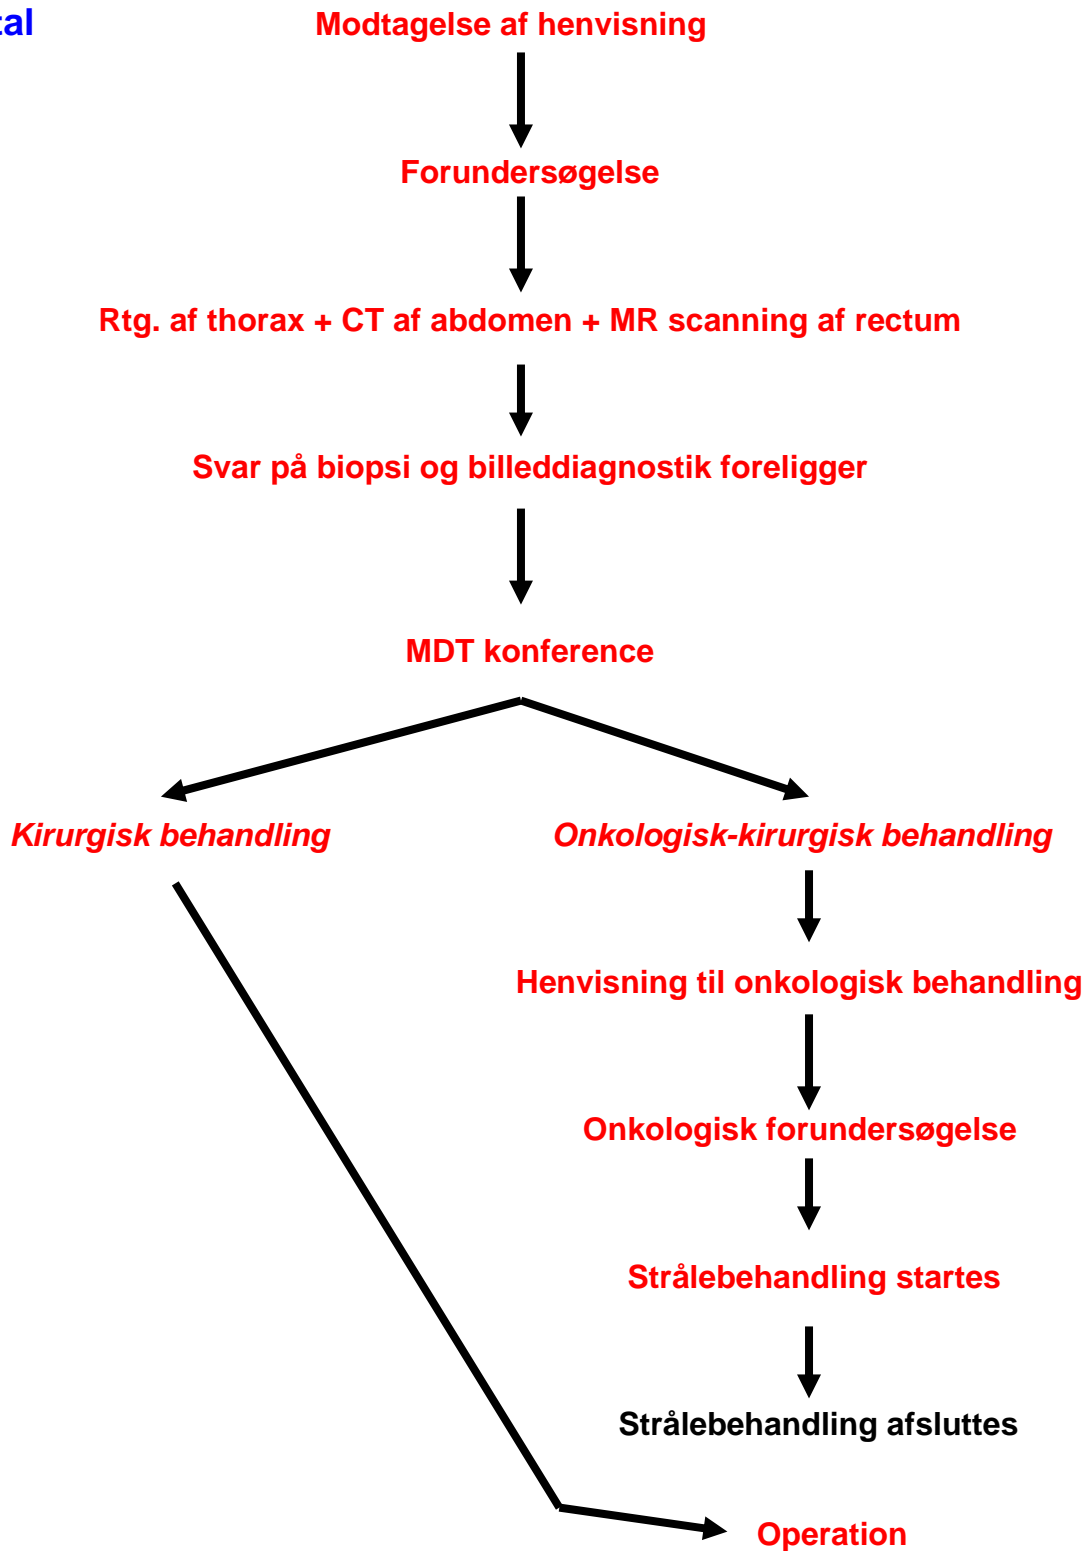 tal
Modtagelse af henvisning
Forundersøgelse
Rtg. af thorax + CT af abdomen + MR scanning af rectum
Svar på biopsi og billeddiagnostik foreligger
MDT konference
Kirurgisk behandling
Onkologisk-kirurgisk behandling
Henvisning til onkologisk behandling
Onkologisk forundersøgelse
Strålebehandling startes
Strålebehandling afsluttes
Operation